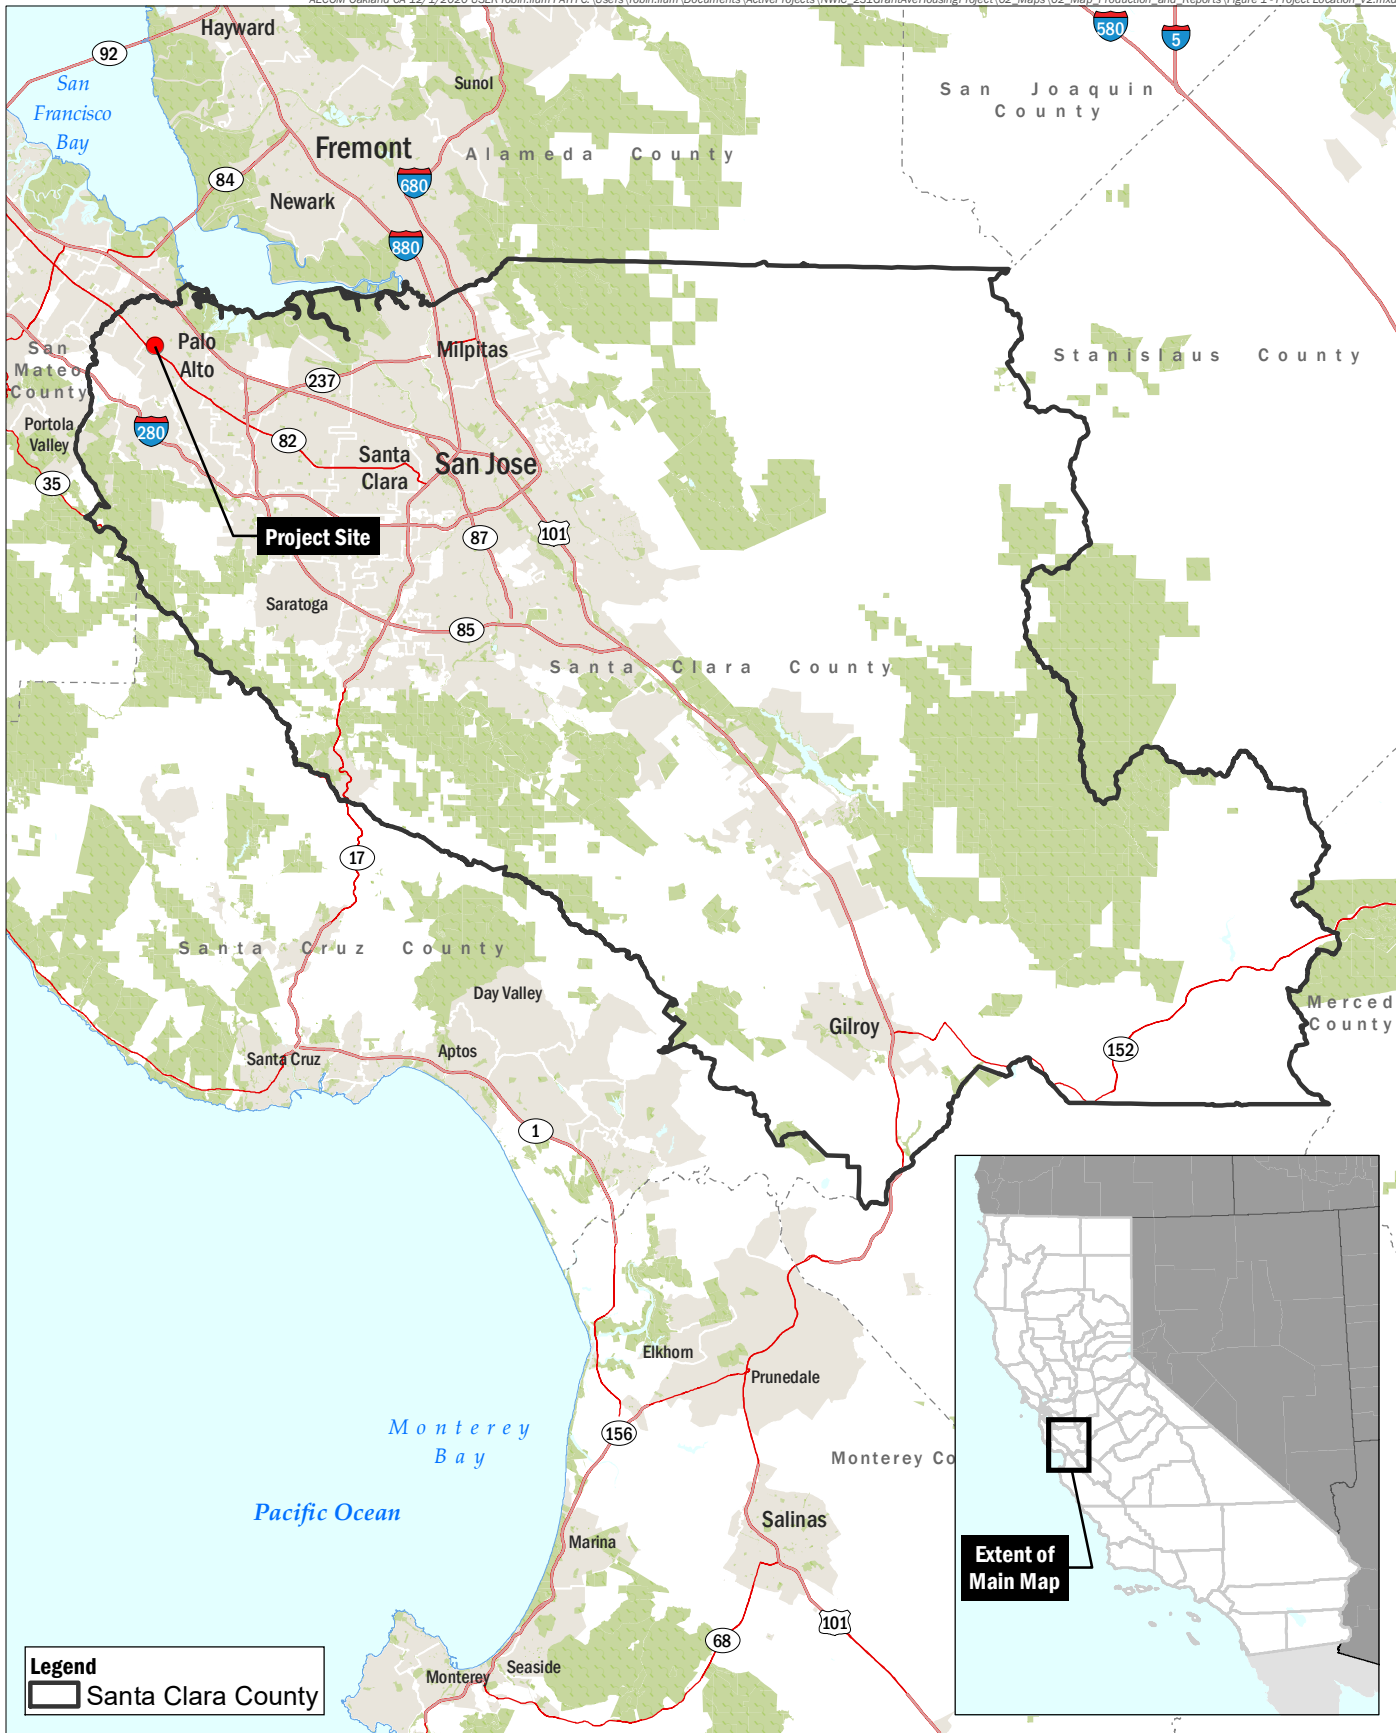 92
Hayward
580
5
San
Francisco
Bay
Sunol
San Joaquin
County
Fremont
Alameda County
84
680
Newark
880
San
Mateo
County
Palo
Alto
Milpitas
Stanislaus County
237
Portola
Valley
280
82
Santa
Clara
San Jose
35
Project Site
87
101
Saratoga
85
Santa Clara County
17
Santa Cruz County
Day Valley
Gilroy
Merced
County
Santa Cruz
Aptos
152
1
Elkhorn
Prunedale
Monterey
Bay
156
Monterey Co
Pacific Ocean
Salinas
Marina
Extent of
Main Map
101
68
Legend
Santa Clara County
Monterey
Seaside